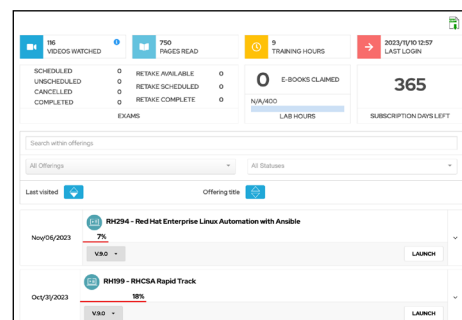 116
VIDEOS WATCHED
750
PAGES READ
9
TRAINING HOURS
2023/11/10 12:57
LAST LOGIN
SCHEDULED 0
UNSCHEDULED 0
CANCELLED 0
COMPLETED 0
RETAKE AVAILABLE 0
RETAKE SCHEDULED 0
RETAKE COMPLETE 0
EXAMS
0 E-BOOKS CLAIMED
N/A/400
LAB HOURS
365
SUBSCRIPTION DAYS LEFT
Search within offerings
All Offerings
All Statuses
Last visited
Offering title
Nov/06/2023
RH294 - Red Hat Enterprise Linux Automation with Ansible
7%
V.9.0
LAUNCH
Oct/31/2023
RH199 - RHCSA Rapid Track
18%
V.9.0
LAUNCH